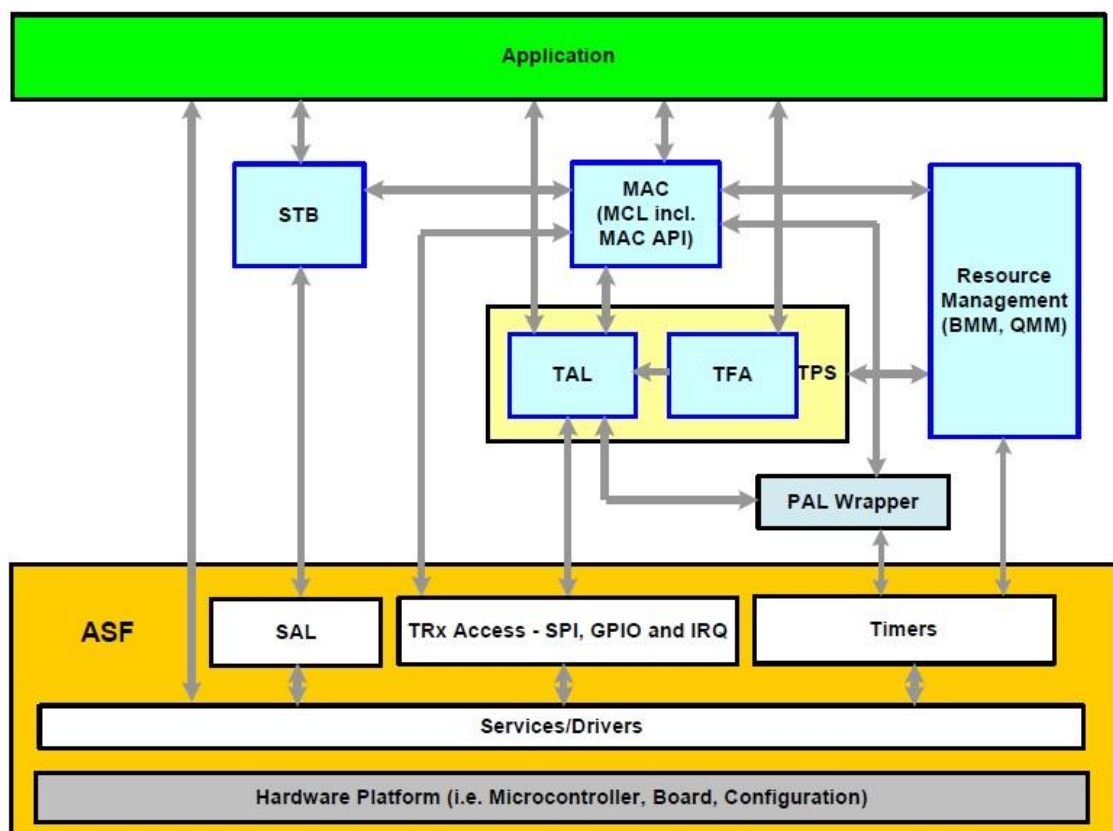 Application
STB
MAC
(MCL incl.
MAC API)
Resource
Management
(BMM, QMM)
TAL
TFA
TPS
PAL Wrapper
ASF
SAL
TRx Access - SPI, GPIO and IRQ
Timers
Services/Drivers
Hardware Platform (i.e. Microcontroller, Board, Configuration)